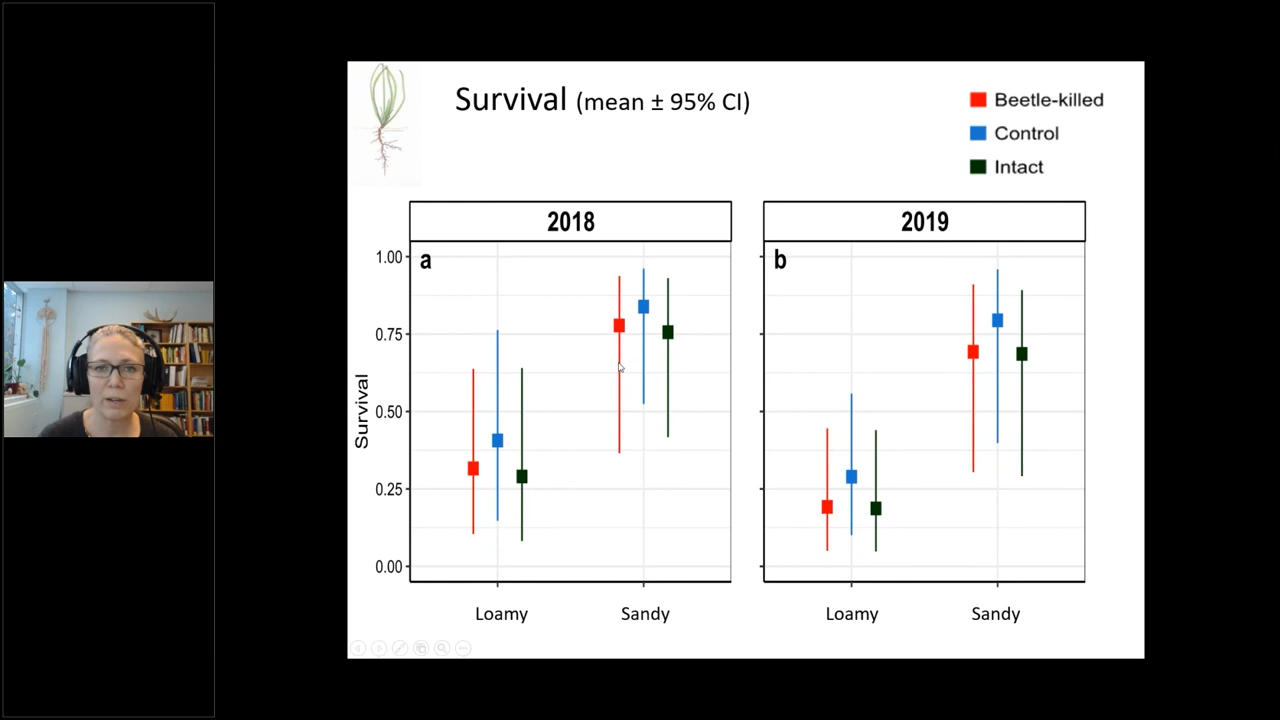 Survival (mean ± 95% CI)
Beetle-killed
Control
Intact
2018
2019
a
b
1.00
0.75
0.50
0.25
0.00
Survival
Loamy
Sandy
Loamy
Sandy